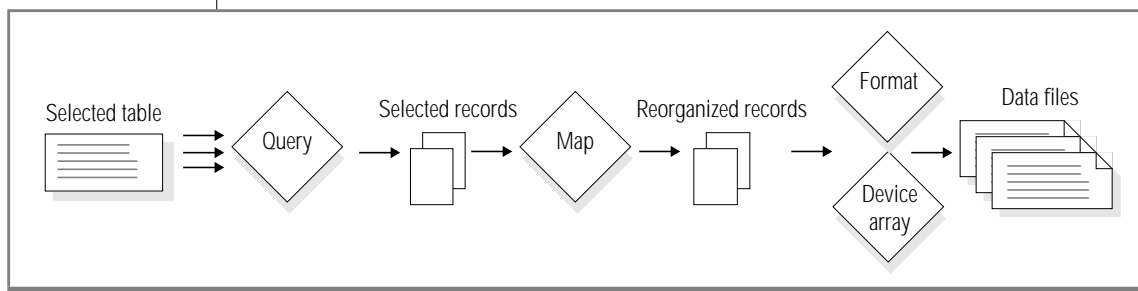 Selected table
Query
Selected records
Map
Reorganized records
Format
Device
array
Data files